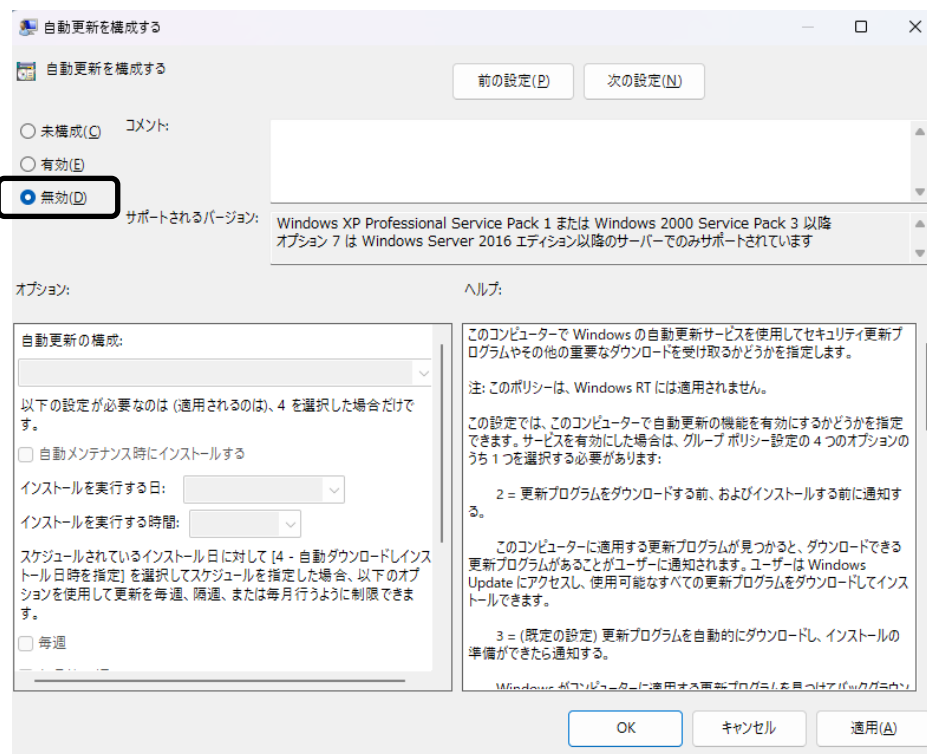 自動更新を構成する
自動更新を構成する
前の設定(P)
次の設定(N)
未構成(C)
コメント:
有効(E)
無効(D)
サポートされるバージョン:
Windows XP Professional Service Pack 1 または Windows 2000 Service Pack 3 以降
オプション 7 は Windows Server 2016 エディション以降のサーバーでのみサポートされています
オプション:
ヘルプ:
自動更新の構成:
以下の設定が必要なのは (適用されるのは)、4 を選択した場合だけで
す。
自動メンテナンス時にインストールする
インストールを実行する日:
インストールを実行する時間:
スケジュールされているインストール日に対して [4 - 自動ダウンロードしインス
トール日時を指定] を選択してスケジュールを指定した場合、以下のオプ
ションを使用して更新を毎週、隔週、または毎月行うように制限できま
す。
毎週
このコンピューターで Windows の自動更新サービスを使用してセキュリティ更新プ
ログラムやその他の重要なダウンロードを受け取るかどうかを指定します。
注: このポリシーは、Windows RT には適用されません。
この設定では、このコンピューターで自動更新の機能を有効にするかどうかを指定
できます。サービスを有効にした場合は、グループ ポリシー設定の 4 つのオプションの
うち 1 つを選択する必要があります:
2 = 更新プログラムをダウンロードする前、およびインストールする前に通知す
る。
このコンピューターに適用する更新プログラムが見つかると、ダウンロードできる
更新プログラムがあることがユーザーに通知されます。ユーザーは Windows
Update にアクセスし、使用可能なすべての更新プログラムをダウンロードしてインス
トールできます。
3 = (既定の設定) 更新プログラムを自動的にダウンロードし、インストールの
準備ができたら通知する。
Windows がコンピューターに適用する更新プログラムを見つけてバックグラウン
OK
キャンセル
適用(A)